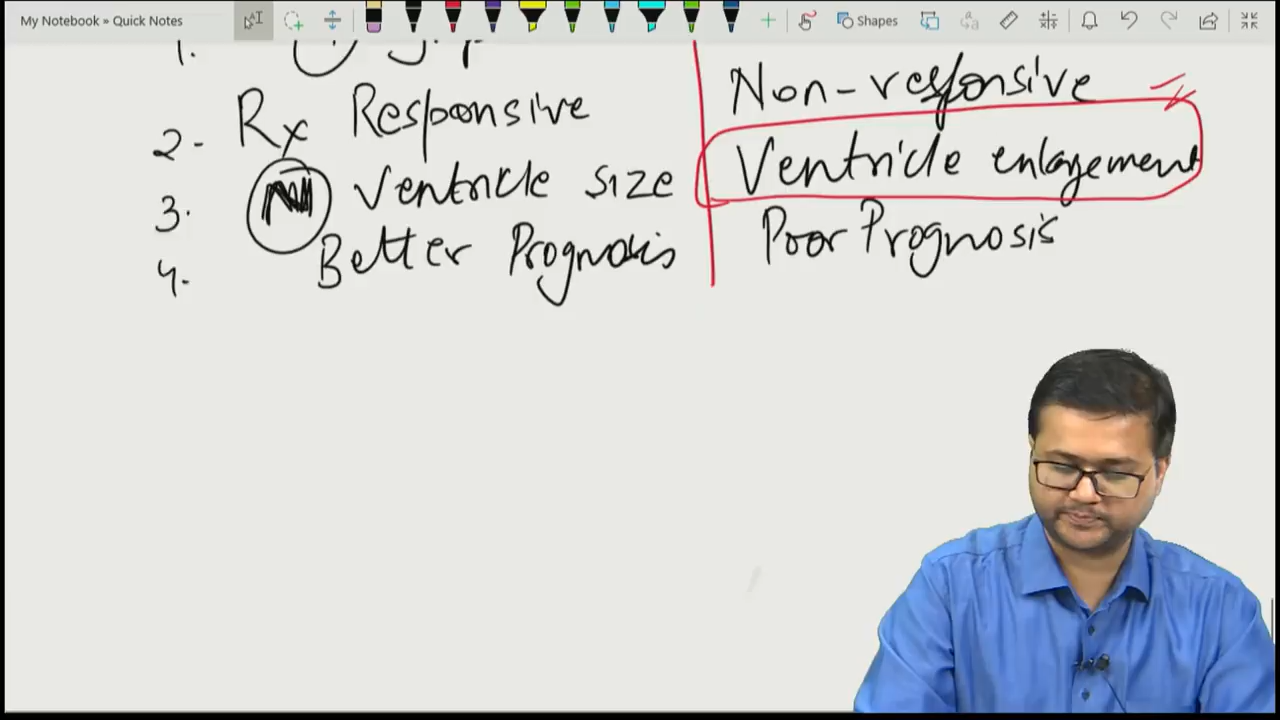 My Notebook » Quick Notes
Shapes
1.
Non-responsive
2- Rx Responsive
Ventricle enlargement
3. N Ventricle size
Poor Prognosis
4- Better Prognosis